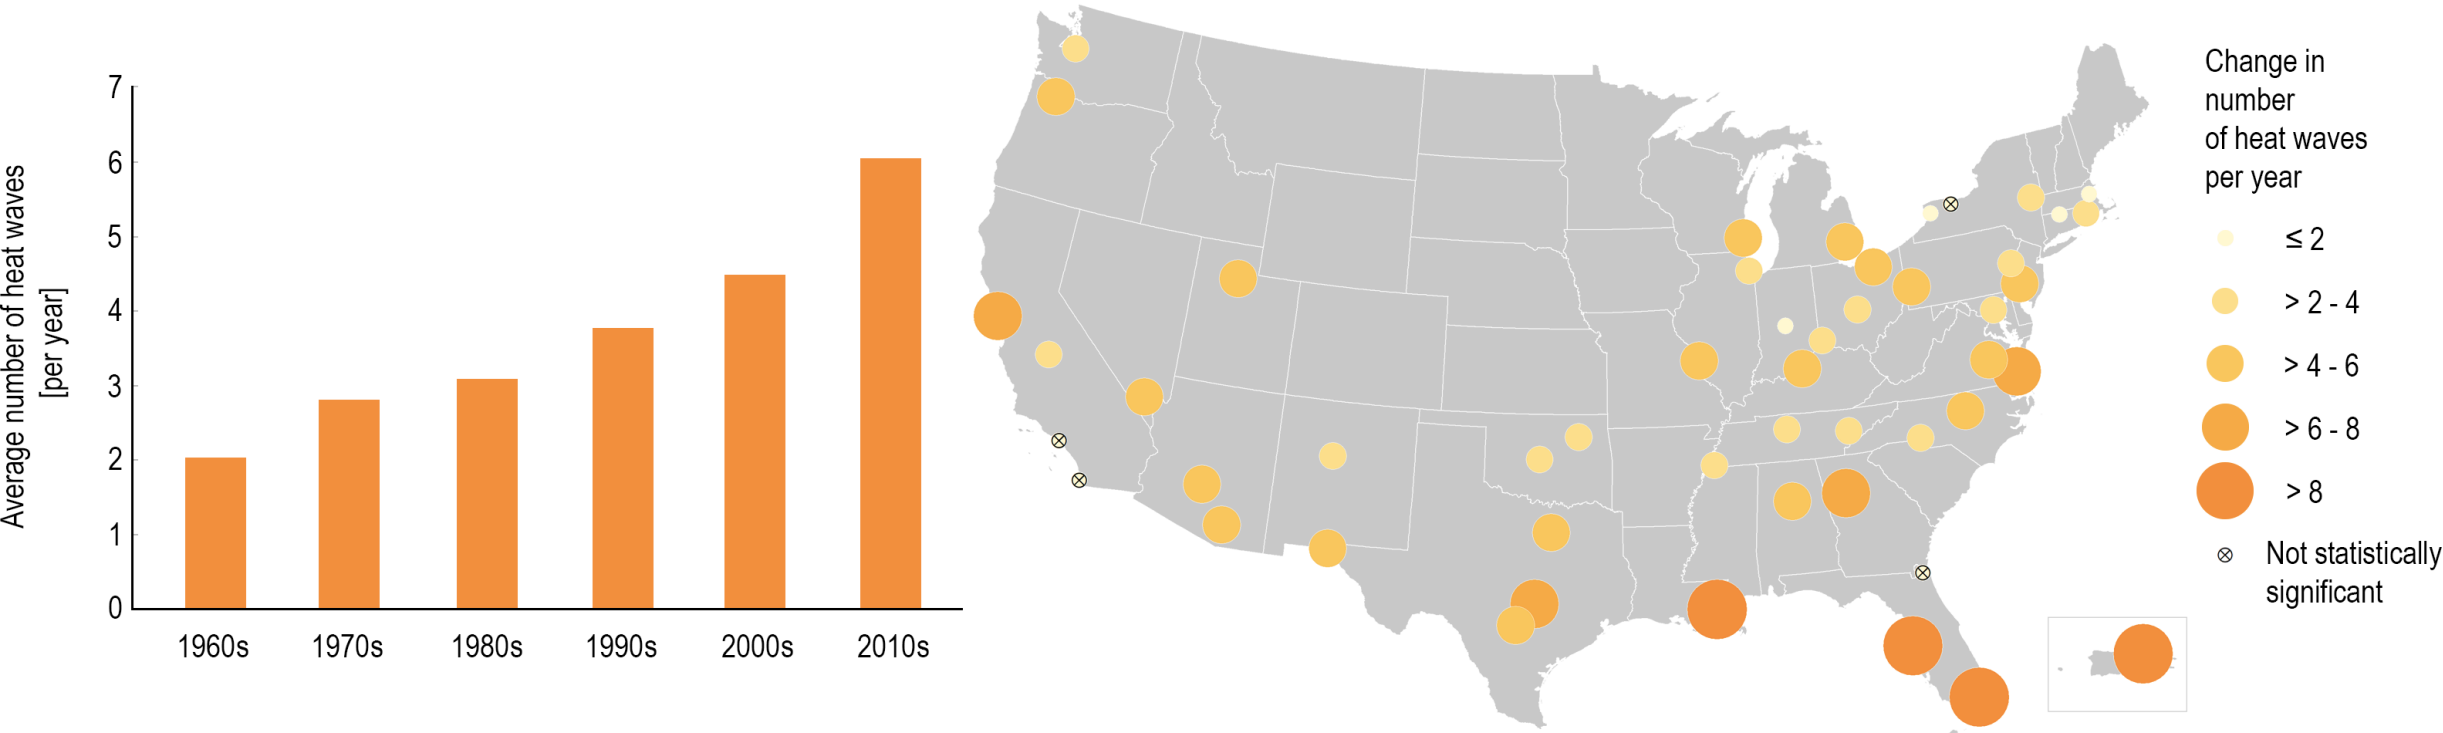 Average number of heat waves
[per year]
7
6
5
4
3
2
1
0
1960s 1970s 1980s 1990s 2000s 2010s
Change in
number
of heat waves
per year
≤ 2
> 2 - 4
> 4 - 6
> 6 - 8
> 8
Not statistically
significant